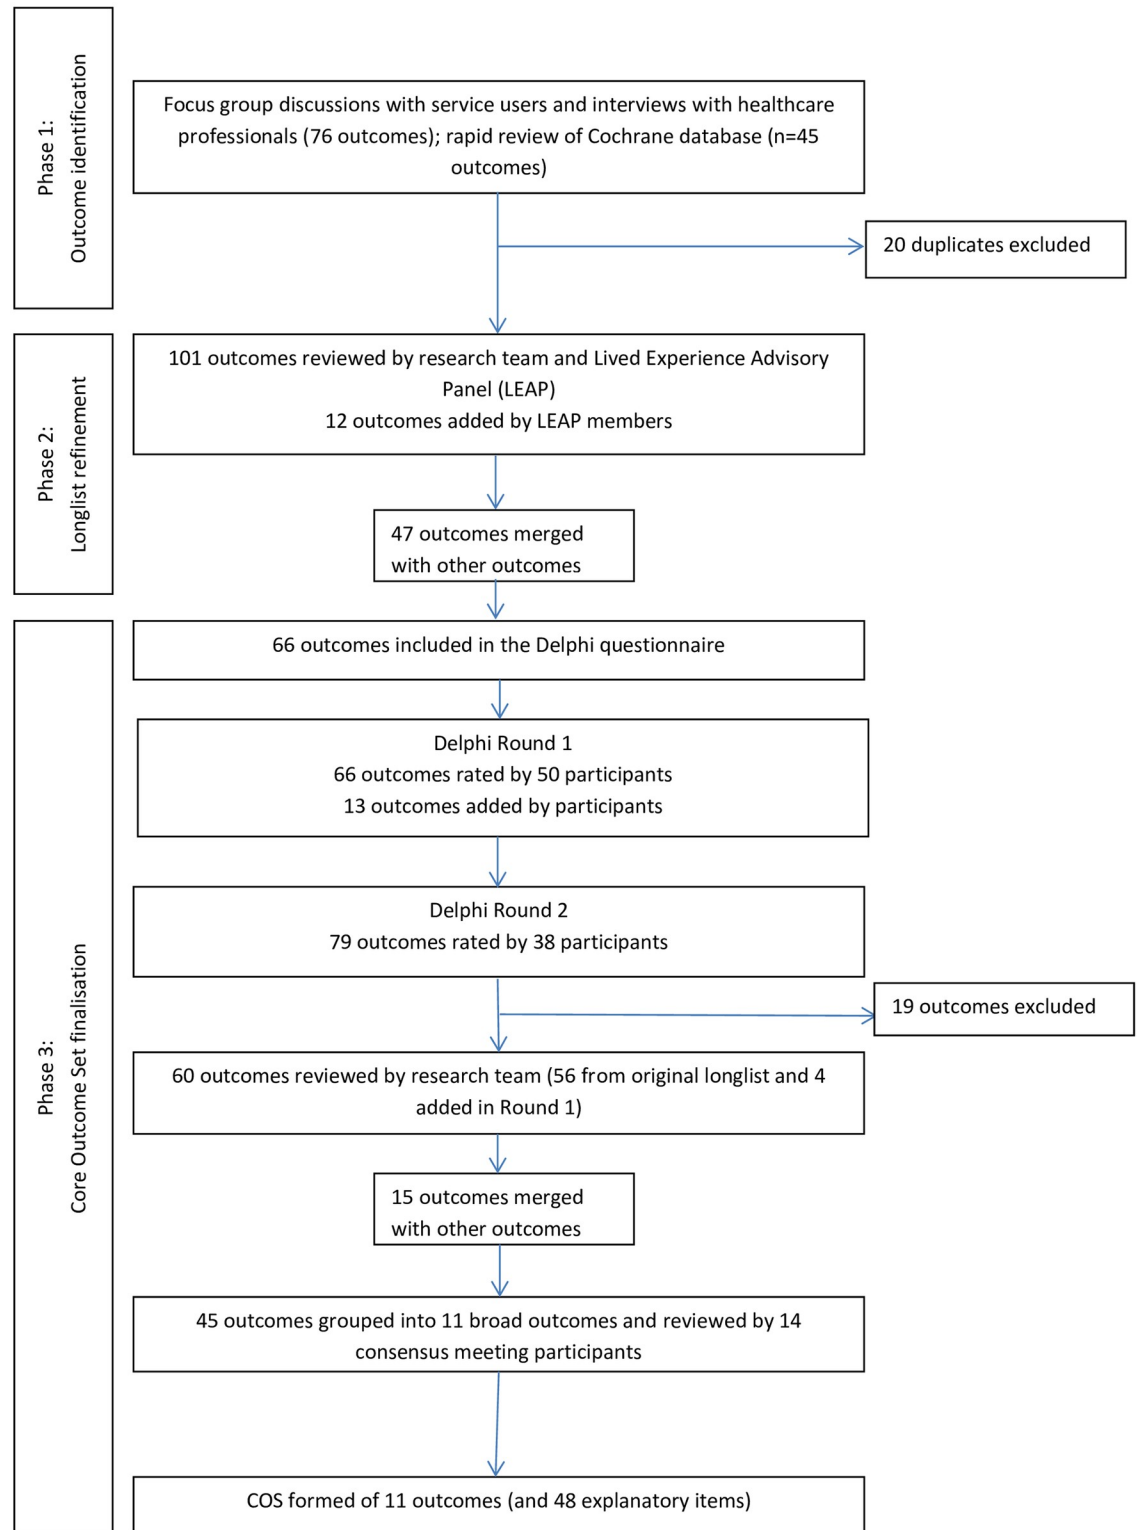 Phase 1:
Outcome identification
Focus group discussions with service users and interviews with healthcare
professionals (76 outcomes); rapid review of Cochrane database (n=45
outcomes)
20 duplicates excluded
Phase 2:
Longlist refinement
101 outcomes reviewed by research team and Lived Experience Advisory
Panel (LEAP)
12 outcomes added by LEAP members
47 outcomes merged
with other outcomes
Phase 3:
Core Outcome Set finalisation
66 outcomes included in the Delphi questionnaire
Delphi Round 1
66 outcomes rated by 50 participants
13 outcomes added by participants
Delphi Round 2
79 outcomes rated by 38 participants
19 outcomes excluded
60 outcomes reviewed by research team (56 from original longlist and 4
added in Round 1)
15 outcomes merged
with other outcomes
45 outcomes grouped into 11 broad outcomes and reviewed by 14
consensus meeting participants
COS formed of 11 outcomes (and 48 explanatory items)